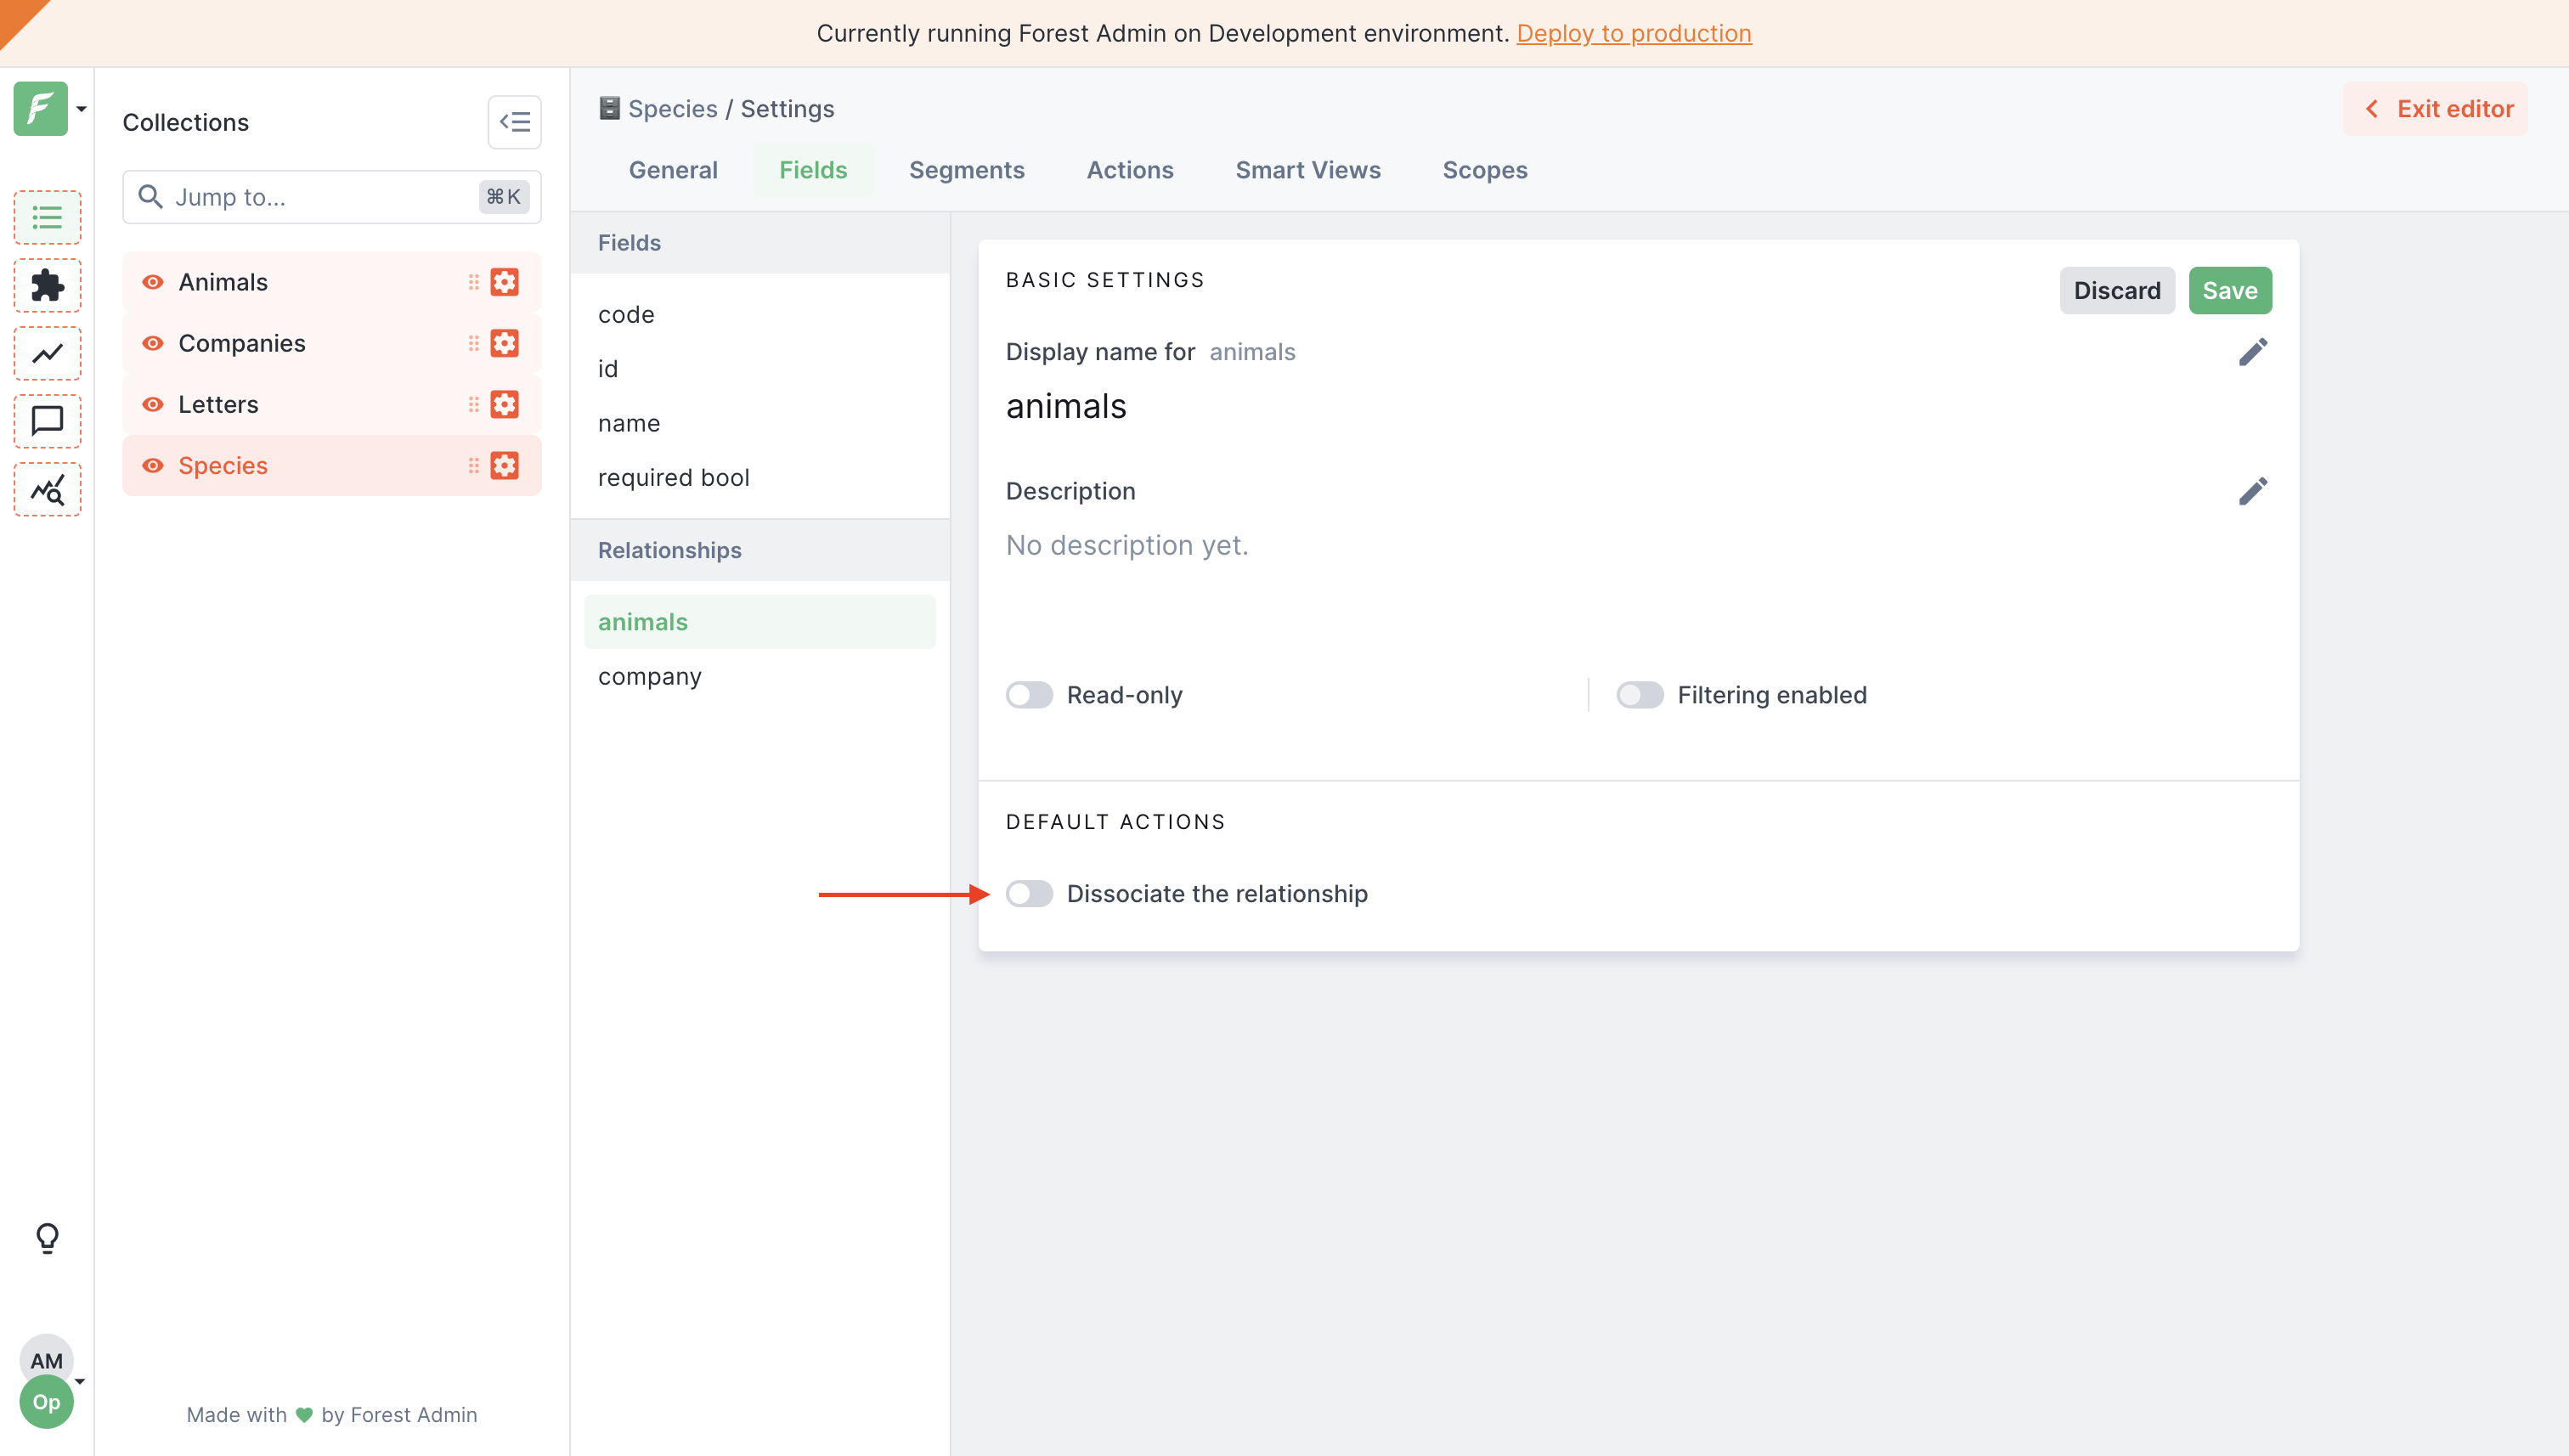 Currently running Forest Admin on Development environment. Deploy to production
Collections
Jump to...
⌘K
Animals
Companies
Letters
Species
Made with by Forest Admin
AM
Op
Species / Settings
Exit editor
General Fields Segments Actions Smart Views Scopes
Fields
code
id
name
required bool
Relationships
animals
company
BASIC SETTINGS
Discard Save
Display name for animals
animals
Description
No description yet.
Read-only
Filtering enabled
DEFAULT ACTIONS
Dissociate the relationship